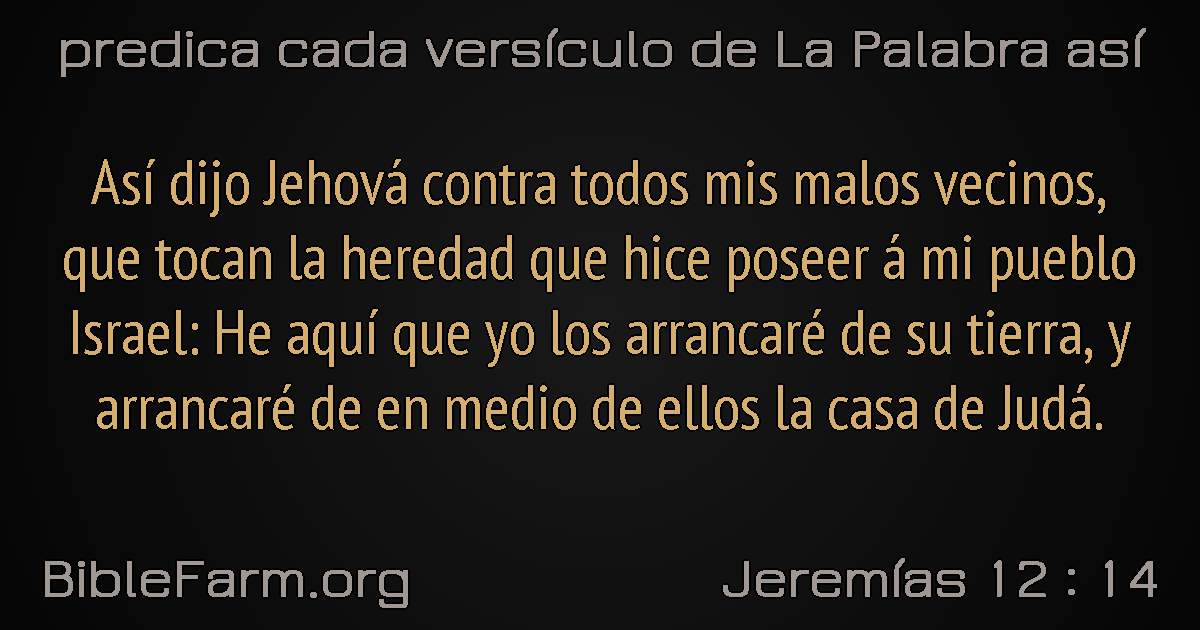 predica cada versículo de La Palabra así
Así dijo Jehová contra todos mis malos vecinos,
que tocan la heredad que hice poseer á mi pueblo
Israel: He aquí que yo los arrancaré de su tierra, y
arrancaré de en medio de ellos la casa de Judá.
BibleFarm.org
Jeremías 12 : 14